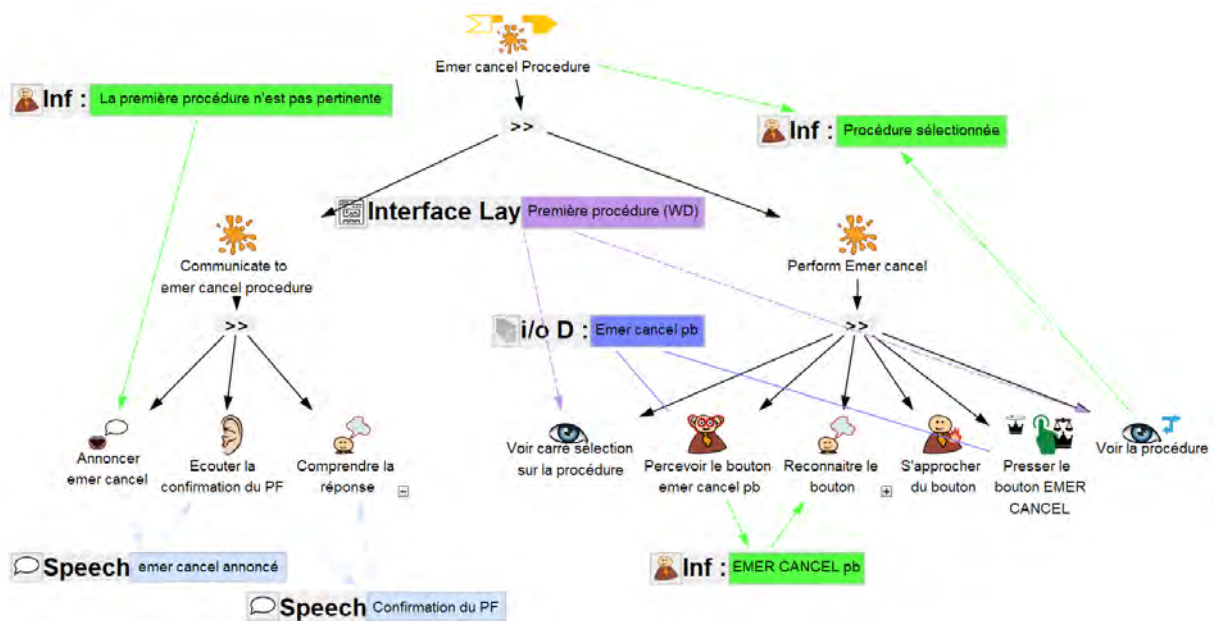 Emer cancel Procedure
Inf : La première procédure n'est pas pertinente
>>
Inf : Procédure sélectionnée
Interface Lay Première procédure (WD)
Communicate to
emer cancel procedure
Perform Emer cancel
>>
i/o D : Emer cancel pb
>>
Annoncer
emer cancel
Ecouter la
confirmation du PF
Comprendre la
réponse
Voir carré sélection
sur la procédure
Percevoir le bouton
emer cancel pb
Reconnaitre le
bouton
S'approcher
du bouton
Presser le
bouton EMER
CANCEL
Voir la procédure
Speech emer cancel annoncé
Inf : EMER CANCEL pb
Speech Confirmation du PF